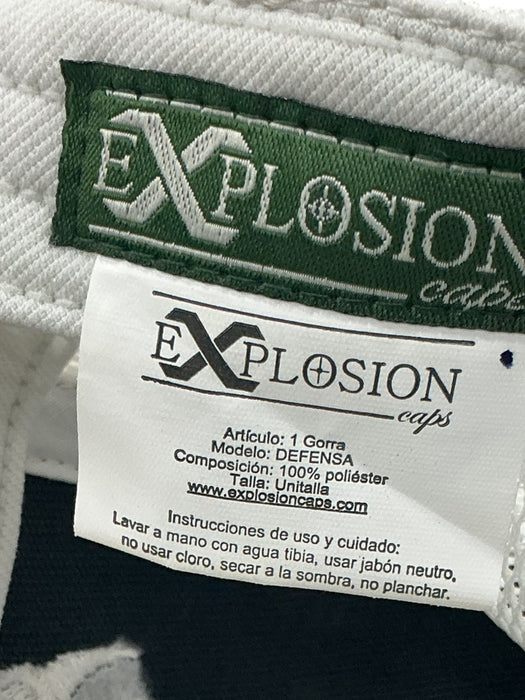 EXPLOSION
caps
EXPLOSION
caps
Artículo: 1 Gorra
Modelo: DEFENSA
Composición: 100% poliéster
Talla: Unitalla
www.explosioncaps.com
Instrucciones de uso y cuidado:
Lavar a mano con agua tibia, usar jabón neutro,
no usar cloro, secar a la sombra, no planchar.